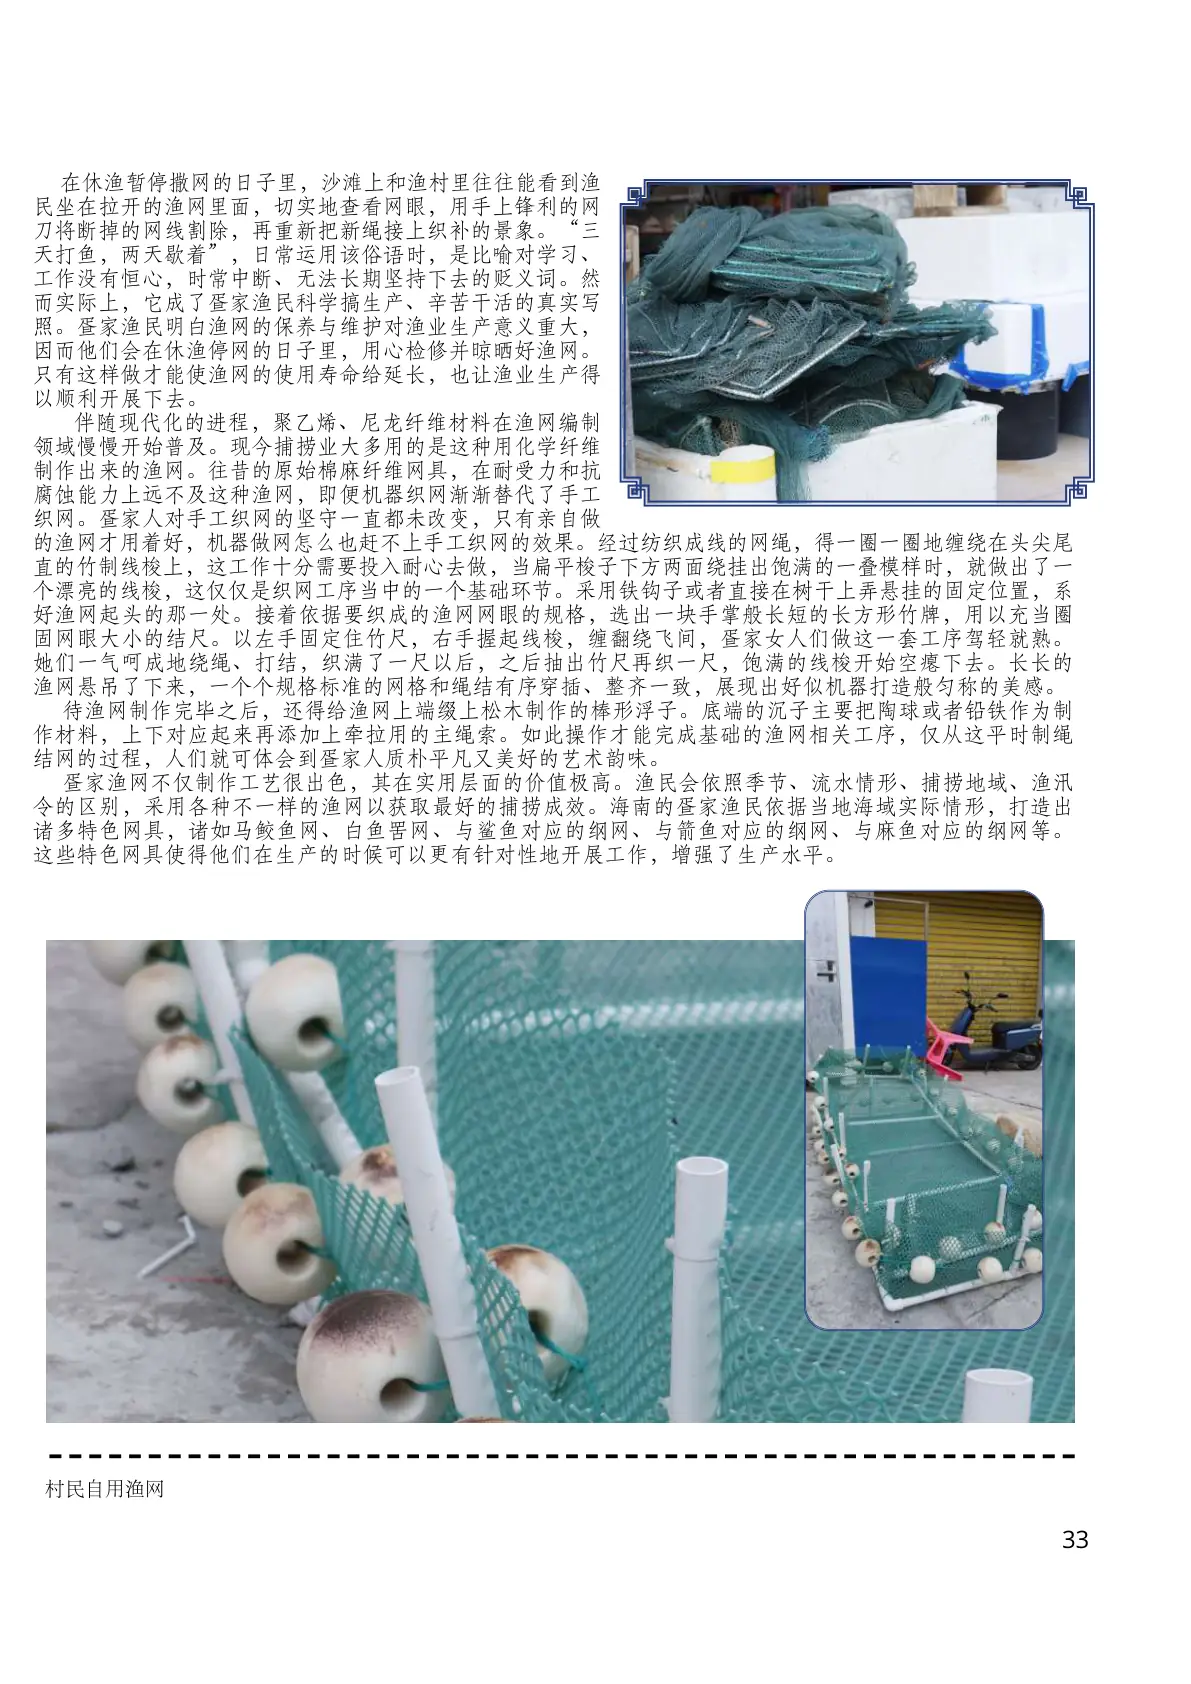 在休渔暂停撒网的日子里，沙滩上和渔村里往往能看到渔
民坐在拉开的渔网里面，切实地查看网眼，用手上锋利的网
刀将断掉的网线割除，再重新把新绳接上织补的景象。“三
天打鱼，两天歇着”，日常运用该俗语时，是比喻对学习、
工作没有恒心，时常中断、无法长期坚持下去的贬义词。然
而实际上，它成了疍家渔民科学搞生产、辛苦干活的真实写
照。疍家渔民明白渔网的保养与维护对渔业生产意义重大，
因而他们会在休渔停网的日子里，用心检修并晾晒好渔网。
只有这样做才能使渔网的使用寿命给延长，也让渔业生产得
以顺利开展下去。
伴随现代化的进程，聚乙烯、尼龙纤维材料在渔网编制
领域慢慢开始普及。现今捕捞业大多用的是这种用化学纤维
制作出来的渔网。往昔的原始棉麻纤维网具，在耐受力和抗
腐蚀能力上远不及这种渔网，即便机器织网渐渐替代了手工
织网。疍家人对手工织网的坚守一直都未改变，只有亲自做
的渔网才用着好，机器做网怎么也赶不上手工织网的效果。经过纺织成线的网绳，得一圈一圈地缠绕在头尖尾
直的竹制线梭上，这工作十分需要投入耐心去做，当扁平梭子下方两面绕挂出饱满的一叠模样时，就做出了一
个漂亮的线梭，这仅仅是织网工序当中的一个基础环节。采用铁钩子或者直接在树干上弄悬挂的固定位置，系
好渔网起头的那一处。接着依据要织成的渔网网眼的规格，选出一块手掌般长短的长方形竹牌，用以充当圈
固网眼大小的结尺。以左手固定住竹尺，右手握起线梭，缠翻绕飞间，疍家女人们做这一套工序驾轻就熟。
她们一气呵成地绕绳、打结，织满了一尺以后，之后抽出竹尺再织一尺，饱满的线梭开始空瘪下去。长长的
渔网悬吊了下来，一个个规格标准的网格和绳结有序穿插、整齐一致，展现出好似机器打造般匀称的美感。
待渔网制作完毕之后，还得给渔网上端缀上松木制作的棒形浮子。底端的沉子主要把陶球或者铅铁作为制
作材料，上下对应起来再添加上牵拉用的主绳索。如此操作才能完成基础的渔网相关工序，仅从这平时制绳
结网的过程，人们就可体会到疍家人质朴平凡又美好的艺术韵味。
疍家渔网不仅制作工艺很出色，其在实用层面的价值极高。渔民会依照季节、流水情形、捕捞地域、渔汛
令的区别，采用各种不一样的渔网以获取最好的捕捞成效。海南的疍家渔民依据当地海域实际情形，打造出
诸多特色网具，诸如马鲛鱼网、白鱼罟网、与鲨鱼对应的纲网、与箭鱼对应的纲网、与麻鱼对应的纲网等。
这些特色网具使得他们在生产的时候可以更有针对性地开展工作，增强了生产水平。
村民自用渔网
33